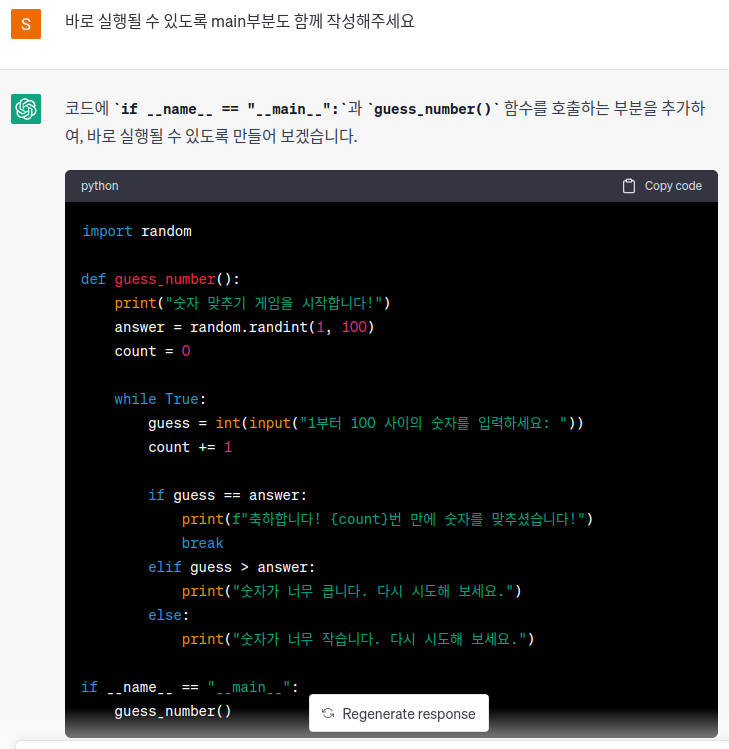 S
바로 실행될 수 있도록 main부분도 함께 작성해주세요
코드에 `if __name__ == "__main__":`과 `guess_number()` 함수를 호출하는 부분을 추가하
여, 바로 실행될 수 있도록 만들어 보겠습니다.
python
Copy code
import random
def guess_number():
    print("숫자 맞추기 게임을 시작합니다!")
    answer = random.randint(1, 100)
    count = 0
    while True:
        guess = int(input("1부터 100 사이의 숫자를 입력하세요: "))
        count += 1
        if guess == answer:
            print(f"축하합니다! {count}번 만에 숫자를 맞추셨습니다!")
            break
        elif guess > answer:
            print("숫자가 너무 큽니다. 다시 시도해 보세요.")
        else:
            print("숫자가 너무 작습니다. 다시 시도해 보세요.")
if __name__ == "__main__":
    guess_number()
Regenerate response